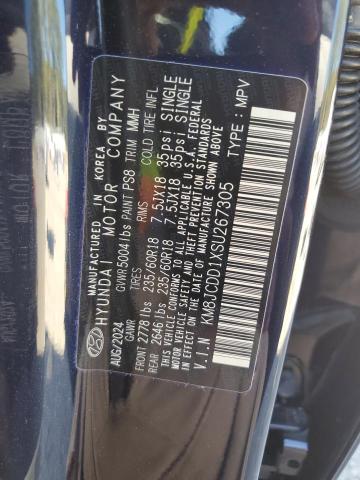 MANUFACTURED IN KOREA BY
HYUNDAI MOTOR COMPANY
AUG/2024 GVWR 5004 lbs PAINT PS8 TRIM MMH
GAWR TIRES RIMS COLD TIRE INFL
FRONT 2778 lbs 235/60R18 7.5JX18 35psi SINGLE
REAR 2646 lbs 235/60R18 7.5JX18 35psi SINGLE
THIS VEHICLE CONFORMS TO ALL APPLICABLE U.S.A. FEDERAL
MOTOR VEHICLE SAFETY, BUMPER, AND THEFT PREVENTION STANDARDS
IN EFFECT ON THE DATE OF MANUFACTURE SHOWN ABOVE.
V.I.N KM8JCDD1XSU267305 TYPE : MPV